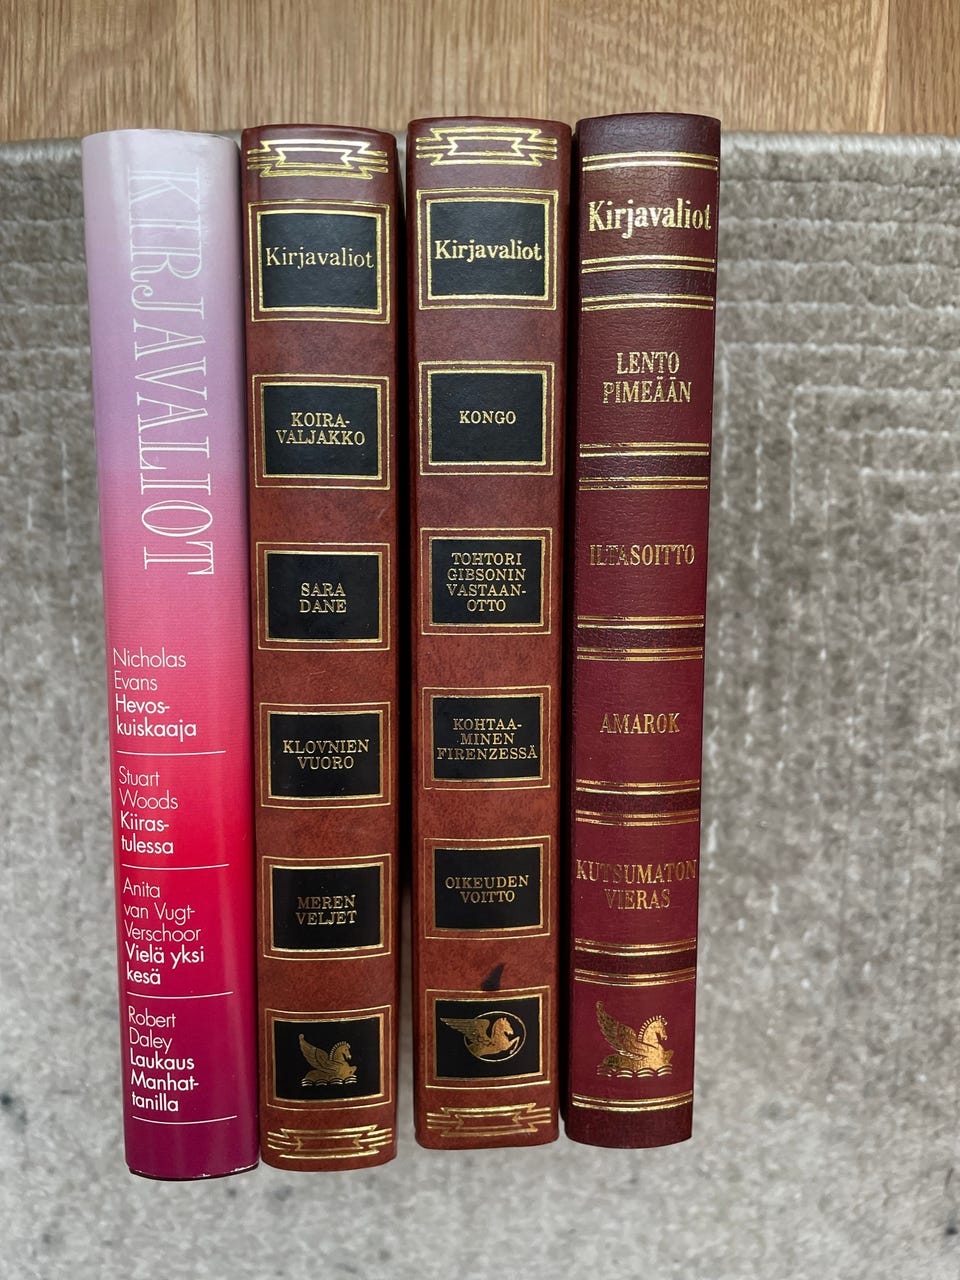 KIRJAVALIOT
Nicholas
Evans
Hevos-
kuiskaaja
Stuart
Woods
Kiiras-
tulessa
Anita
van Vugt-
Verschoor
Vielä yksi
kesä
Robert
Daley
Laukaus
Manhat-
tanilla
Kirjavaliot
KOIRA-
VALJAKKO
SARA
DANE
KLOVNIEN
VUORO
MEREN
VELJET
Kirjavaliot
KONGO
TOHTORI
GIBSONIN
VASTAAN-
OTTO
KOHTAA-
MINEN
FIRENZESSÄ
OIKEUDEN
VOITTO
Kirjavaliot
LENTO
PIMEÄÄN
ILTASOITTO
AMAROK
KUTSUMATON
VIERAS